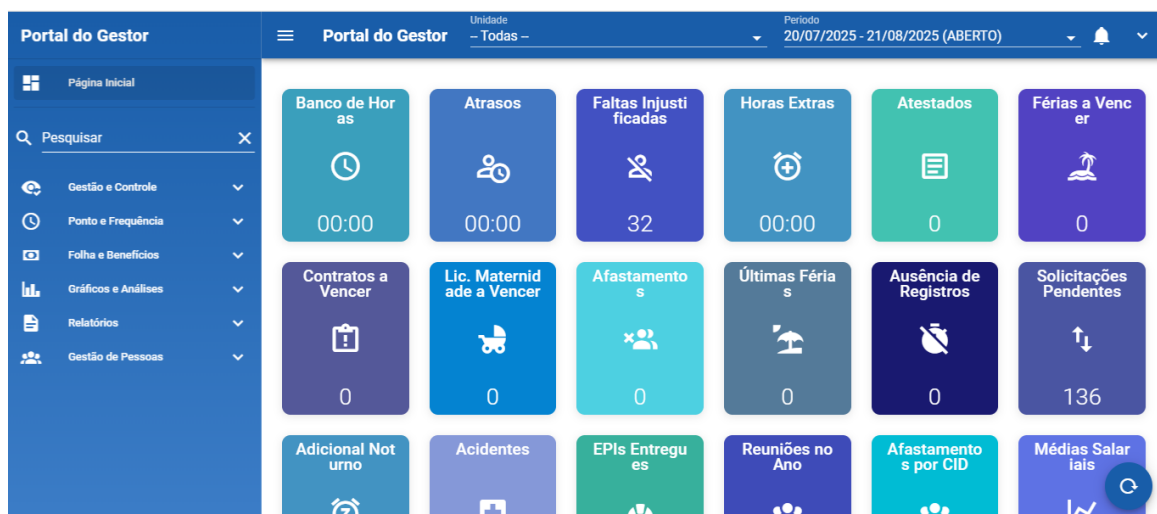 Portal do Gestor
Portal do Gestor
Unidade
-- Todas --
Periodo
20/07/2025 - 21/08/2025 (ABERTO)
Página Inicial
Pesquisar
Gestão e Controle
Ponto e Frequência
Folha e Benefícios
Gráficos e Análises
Relatórios
Gestão de Pessoas
Banco de Hor
as
00:00
Atrasos
00:00
Faltas Injusti
ficadas
32
Horas Extras
00:00
Atestados
0
Férias a Venc
er
0
Contratos a
Vencer
0
Lic. Maternid
ade a Vencer
0
Afastamento
s
0
Últimas Féria
s
0
Ausência de
Registros
0
Solicitações
Pendentes
136
Adicional Not
urno
Acidentes
EPIs Entregu
es
Reuniões no
Ano
Afastamento
s por CID
Médias Salar
iais